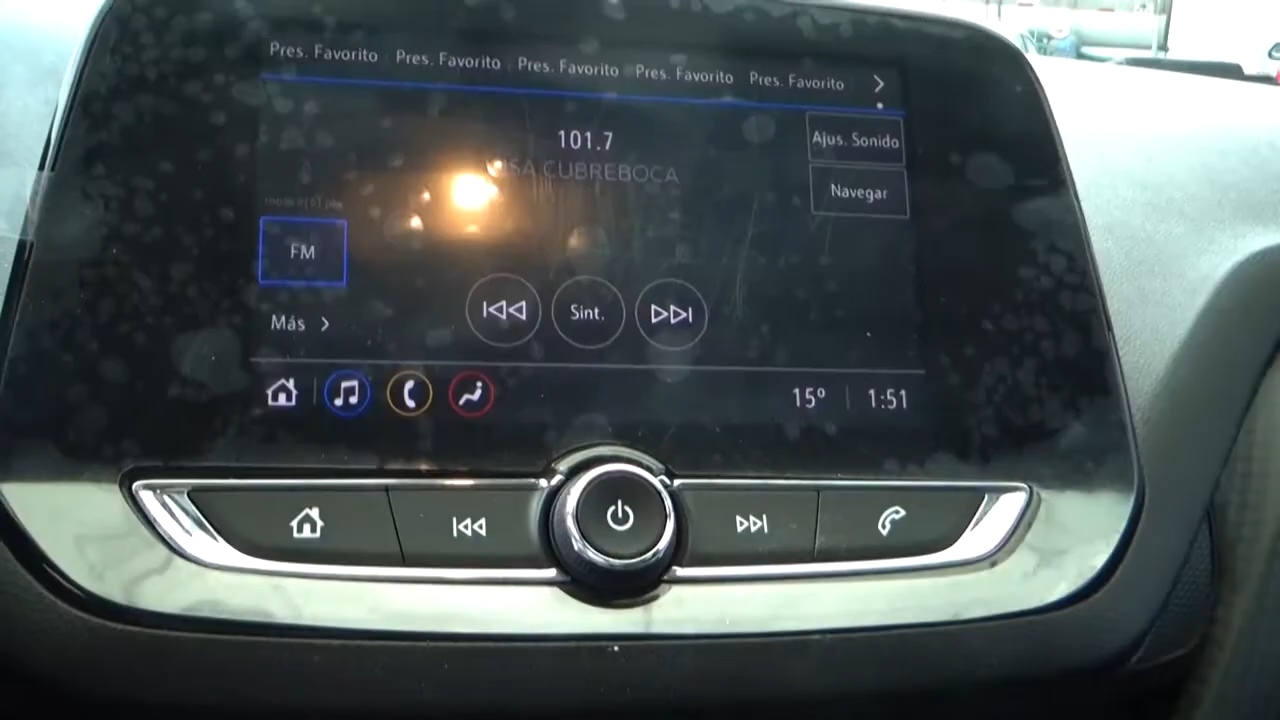 Pres. Favorito Pres. Favorito Pres. Favorito Pres. Favorito Pres. Favorito
101.7
CUBREBOCA
Ajus. Sonido
Navegar
FM
Sint.
Más
15º 1:51